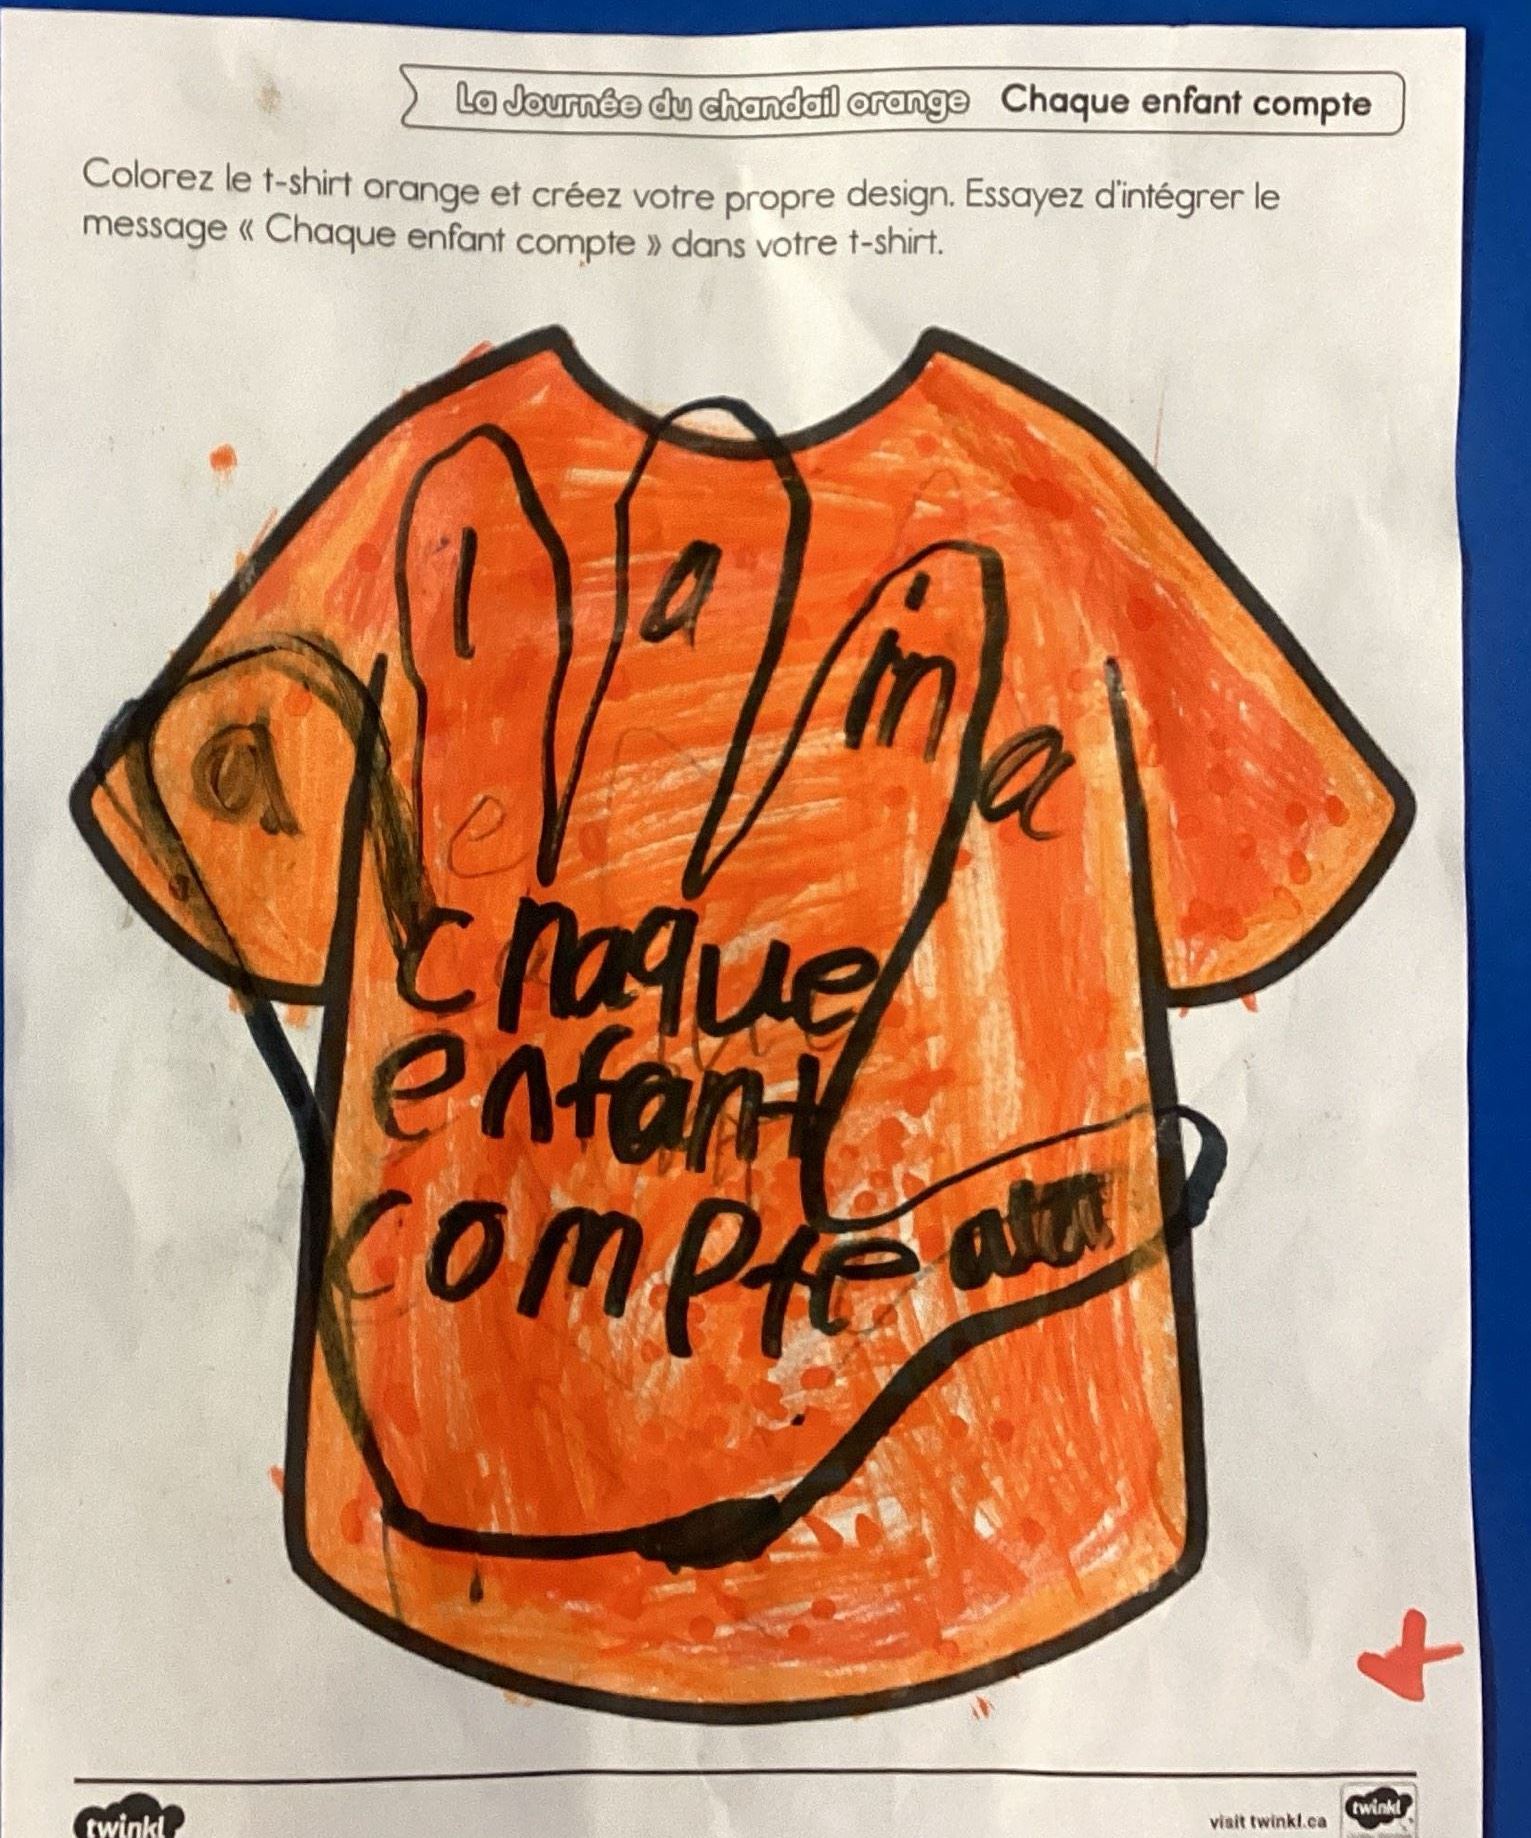 La Journée du chandail orange Chaque enfant compte
Colorez le t-shirt orange et créez votre propre design. Essayez d'intégrer le
message « Chaque enfant compte » dans votre t-shirt.
a l a in a
chaque
enfant
compte
twinkl
visit twinkl.ca
twinkl